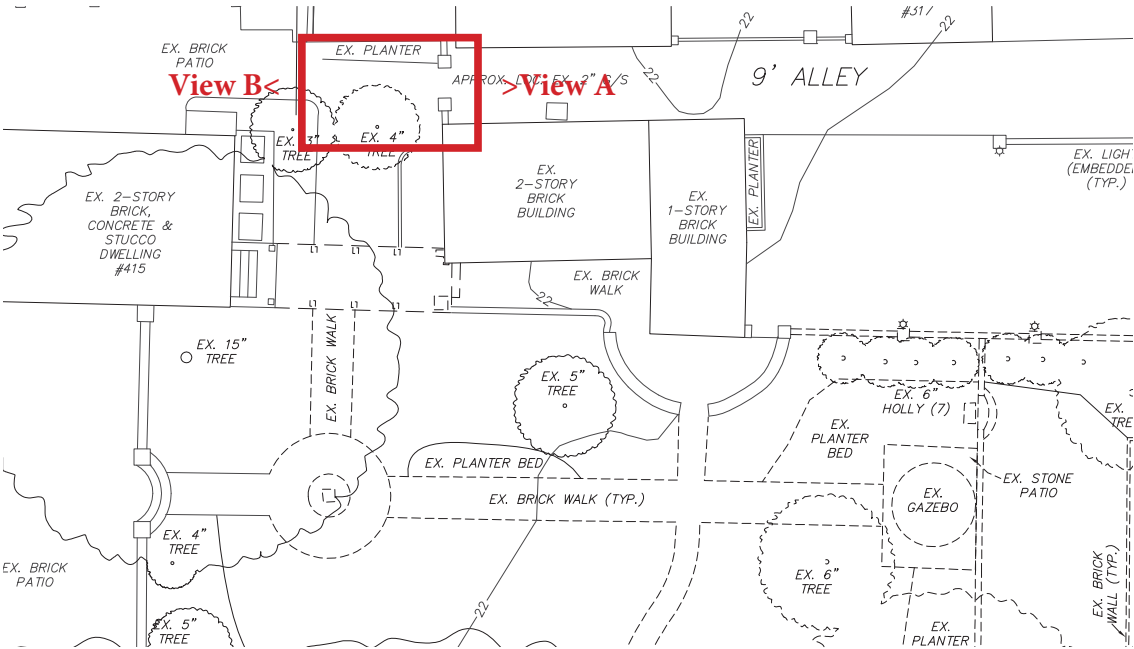 #317
22
22
EX. BRICK
PATIO
EX. PLANTER
22
APPROX. LOC. EX. 2" G/S
9' ALLEY
View B<
>View A
EX. 3"
TREE
EX. 4"
TREE
EX. LIGHT
(EMBEDDED
(TYP.)
EX. PLANTER
EX. 2-STORY
BRICK,
CONCRETE &
STUCCO
DWELLING
#415
EX.
2-STORY
BRICK
BUILDING
EX.
1-STORY
BRICK
BUILDING
EX. BRICK
WALK
22
EX. 15"
TREE
EX. BRICK WALK
EX. 5"
TREE
EX. 6"
HOLLY (7)
EX.
TRE
EX.
PLANTER
BED
EX. PLANTER BED
EX. BRICK WALK (TYP.)
EX.
GAZEBO
EX. STONE
PATIO
EX. 4"
TREE
EX. BRICK
PATIO
EX. 6"
TREE
EX. BRICK
WALL (TYP.)
22
EX. 5"
TREE
EX.
PLANTER